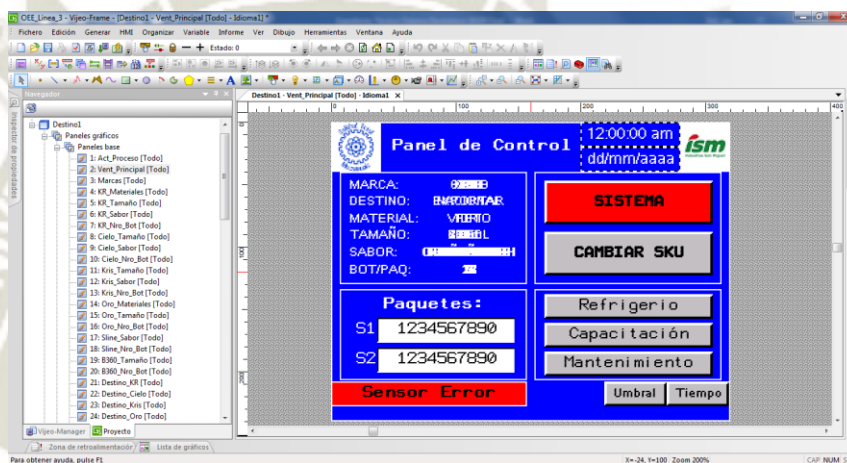 OEE_Linea_3 - Vijeo-Frame - [Destino1 - Vent_Principal [Todo] - Idioma1] *
Fichero Edición Generar HMI Organizar Variable Informe Ver Dibujo Herramientas Ventana Ayuda
Estado: 0
Navegador
Inspector de propiedades
Destino1
Paneles gráficos
Paneles base
1: Act_Proceso [Todo]
2: Vent_Principal [Todo]
3: Marcas [Todo]
4: KR_Materiales [Todo]
5: KR_Tamaño [Todo]
6: KR_Sabor [Todo]
7: KR_Nro_Bot [Todo]
8: Cielo_Tamaño [Todo]
9: Cielo_Sabor [Todo]
10: Cielo_Nro_Bot [Todo]
11: Kris_Tamaño [Todo]
12: Kris_Sabor [Todo]
13: Kris_Nro_Bot [Todo]
14: Oro_Materiales [Todo]
15: Oro_Tamaño [Todo]
16: Oro_Nro_Bot [Todo]
17: Sline_Sabor [Todo]
18: Sline_Nro_Bot [Todo]
19: B360_Tamaño [Todo]
20: B360_Nro_Bot [Todo]
21: Destino_KR [Todo]
22: Destino_Cielo [Todo]
23: Destino_Kris [Todo]
24: Destino_Oro [Todo]
Vijeo-Manager Proyecto
Destino1 - Vent_Principal [Todo] - Idioma1 X
0 100 200 300 400
100
200
Panel de Control
12:00:00 am
dd/mm/aaaa
ism
MARCA:
DESTINO:
MATERIAL:
TAMAÑO:
SABOR:
BOT/PAQ:
SISTEMA
CAMBIAR SKU
Paquetes:
S1 1234567890
S2 1234567890
Refrigerio
Capacitación
Mantenimiento
Sensor Error
Umbral Tiempo
Zona de retroalimentación Lista de gráficos
Para obtener ayuda, pulse F1
X=-24, Y=100 Zoom 200% CAP NUM